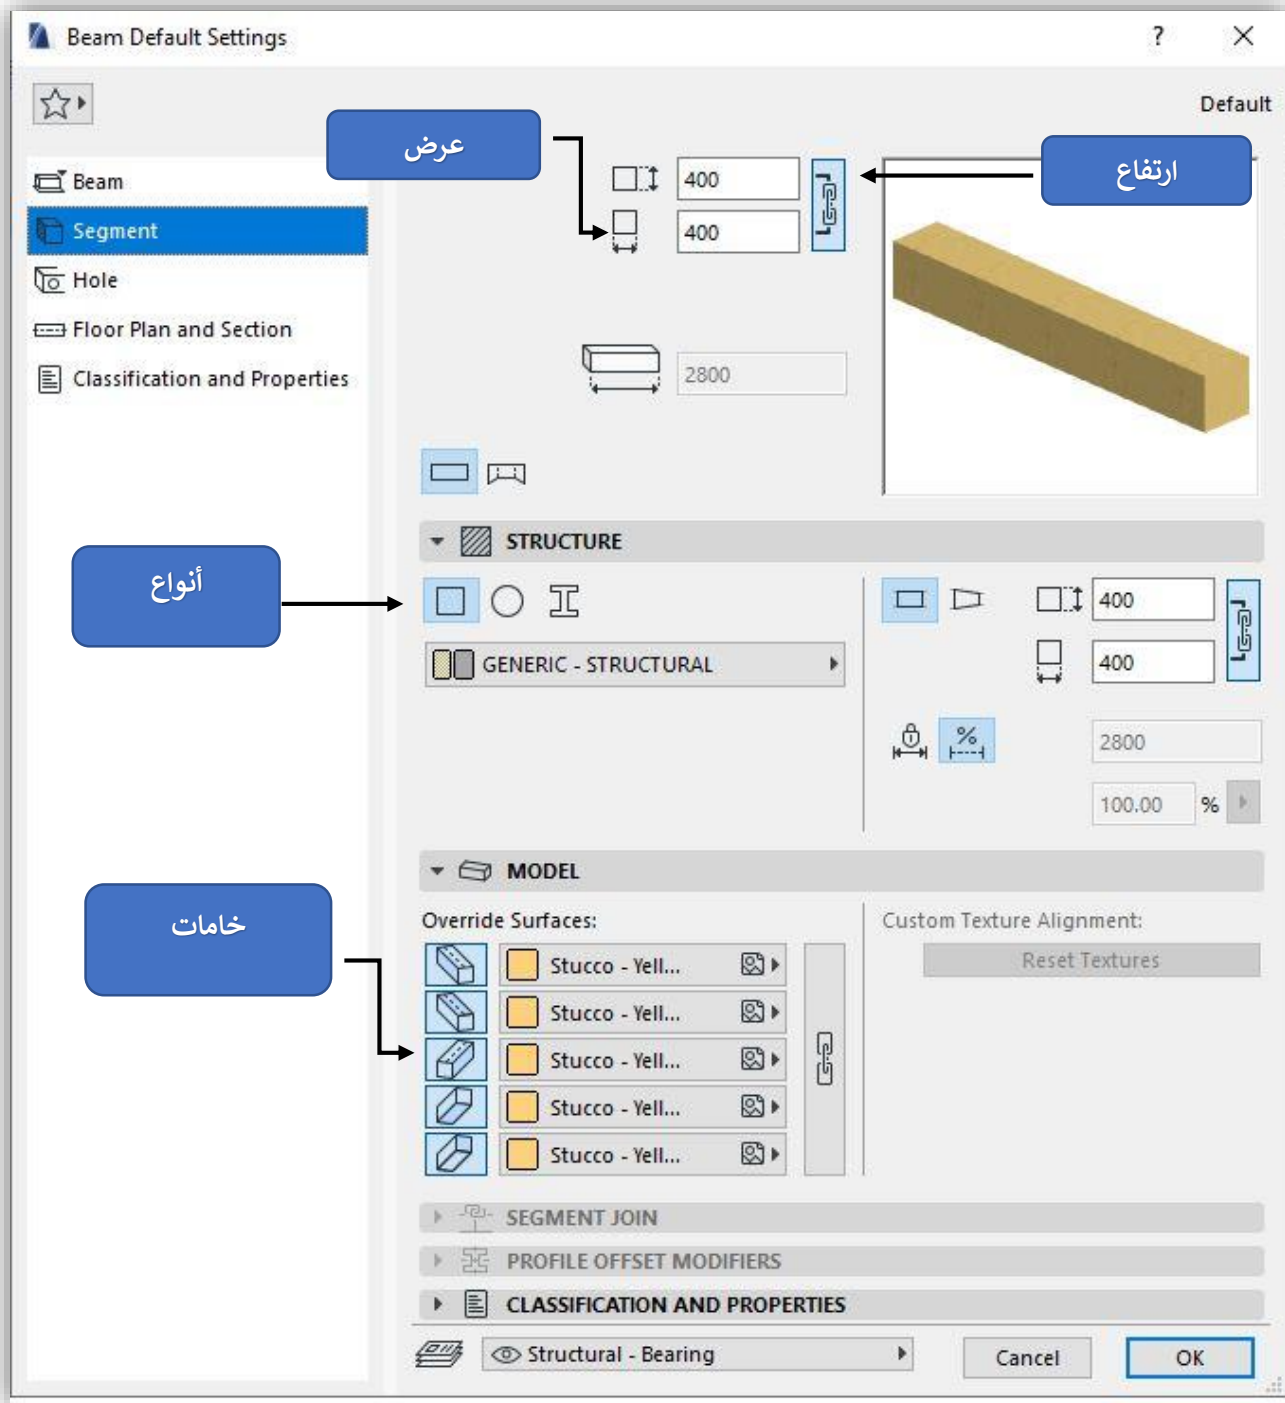 Beam Default Settings
?
Default
عرض
ارتفاع
400
400
2800
Beam
Segment
Hole
Floor Plan and Section
Classification and Properties
STRUCTURE
أنواع
GENERIC - STRUCTURAL
400
400
%
2800
100.00 %
MODEL
خامات
Override Surfaces:
Custom Texture Alignment:
Stucco - Yell...
Reset Textures
Stucco - Yell...
Stucco - Yell...
Stucco - Yell...
Stucco - Yell...
SEGMENT JOIN
PROFILE OFFSET MODIFIERS
CLASSIFICATION AND PROPERTIES
Structural - Bearing
Cancel
OK